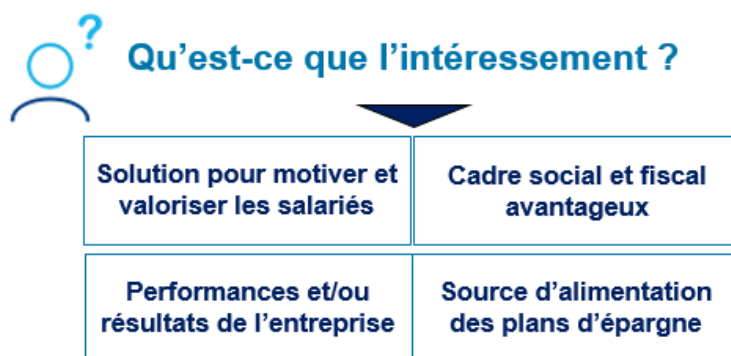 ?
Qu’est-ce que l’intéressement ?
Solution pour motiver et
valoriser les salariés
Cadre social et fiscal
avantageux
Performances et/ou
résultats de l’entreprise
Source d’alimentation
des plans d’épargne